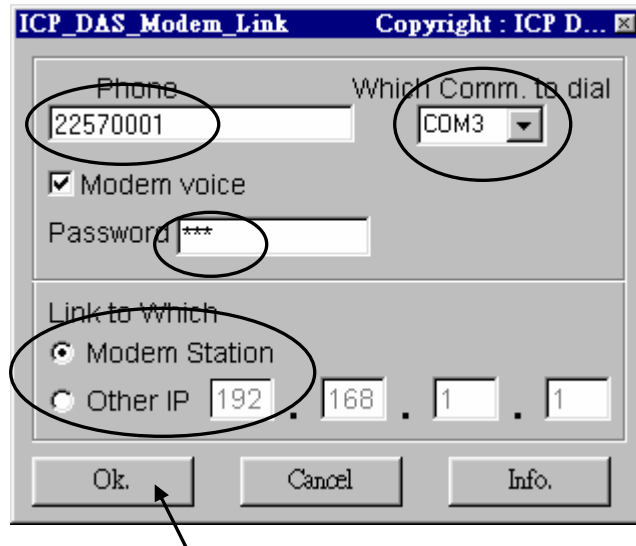 ICP_DAS_Modem_Link Copyright : ICP D...
Phone Which Comm. to dial
22570001 COM3
Modem voice
Password ***
Link to Which
Modem Station
Other IP 192 . 168 . 1 . 1
Ok. Cancel Info.